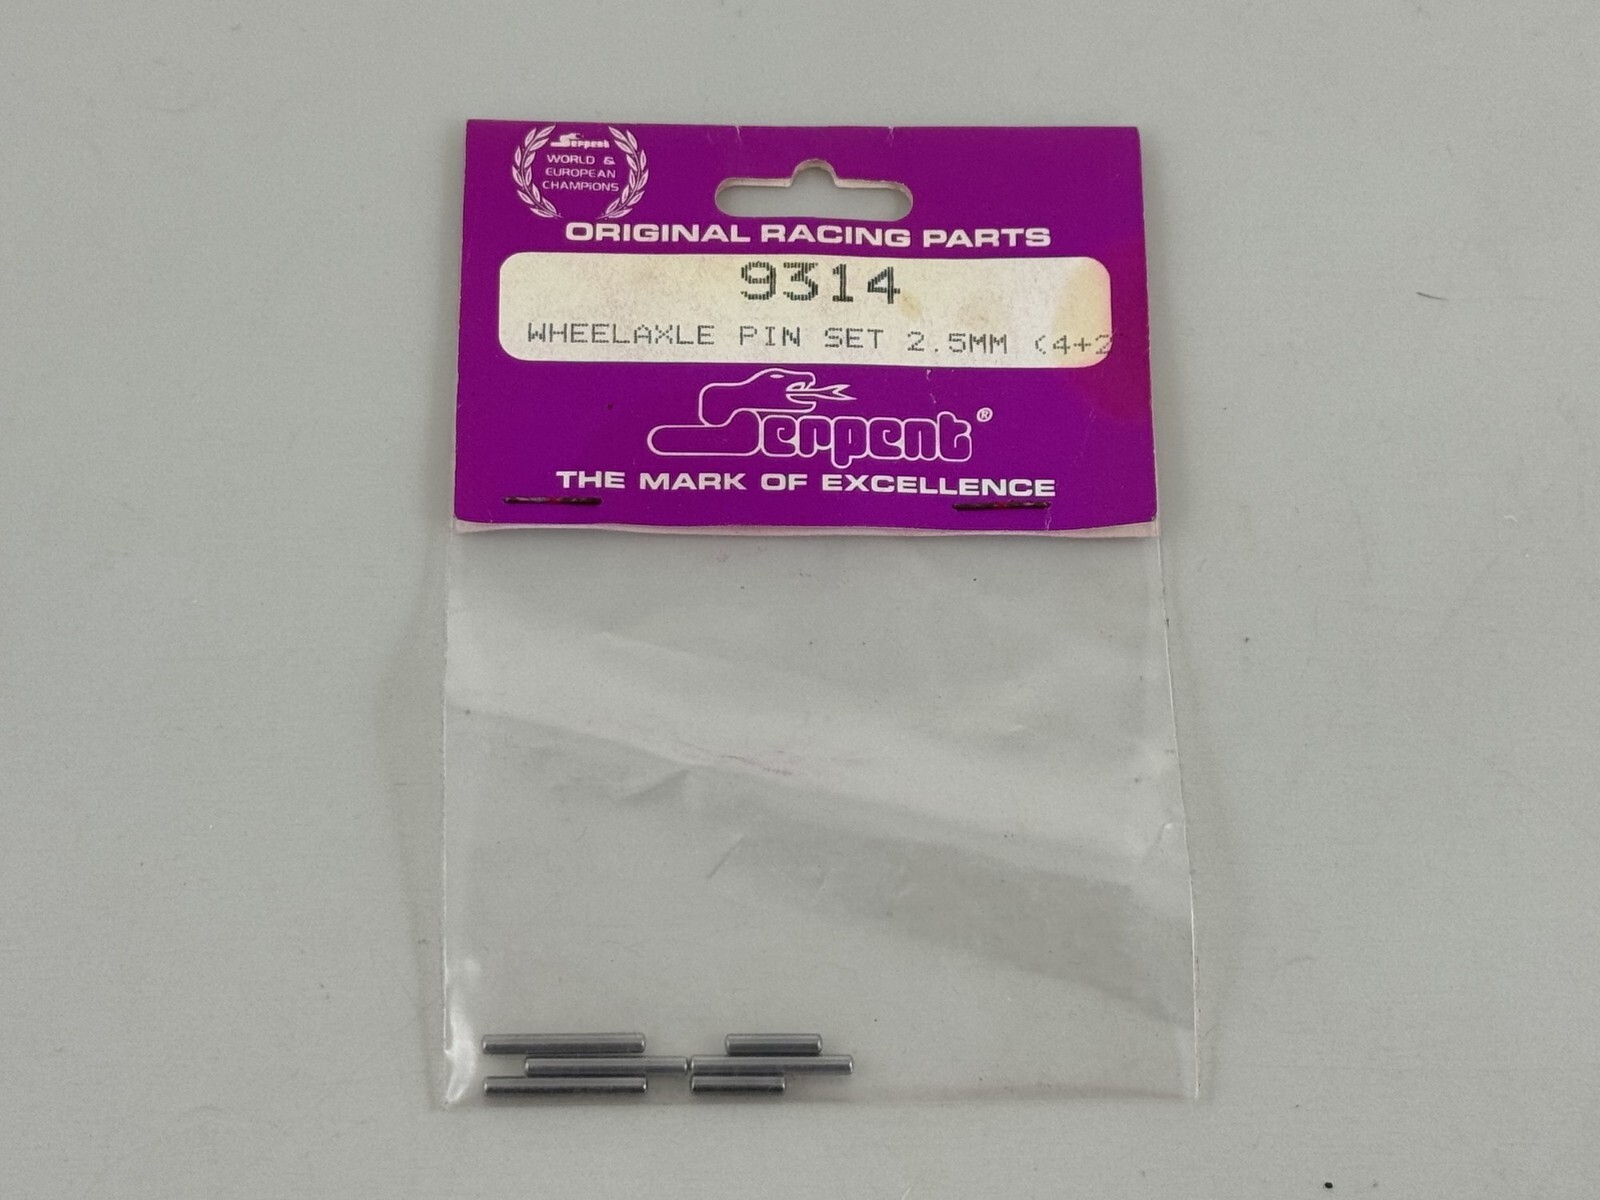 Serpent
WORLD &
EUROPEAN
CHAMPIONS
ORIGINAL RACING PARTS
9314
WHEELAXLE PIN SET 2.5MM (4+2
Serpent®
THE MARK OF EXCELLENCE